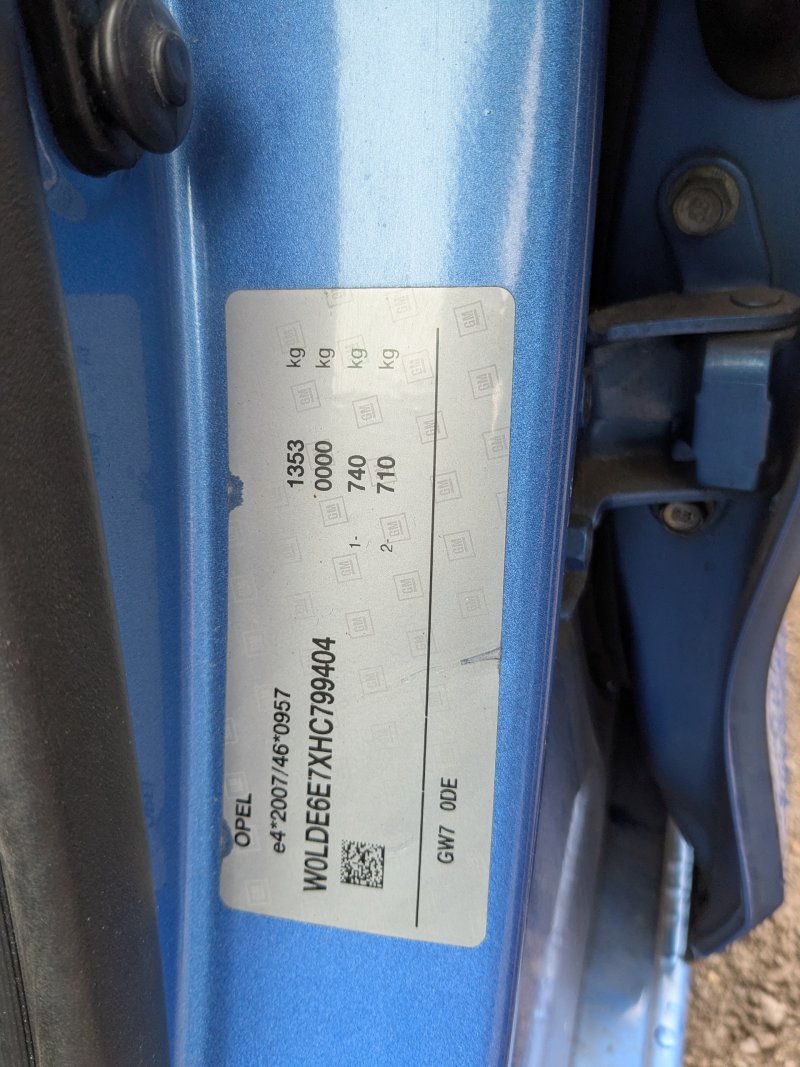 OPEL
e4*2007/46*0957
W0LDE6E7XHC799404
1353 kg
0000 kg
1- 740 kg
2- 710 kg
GW7 0DE